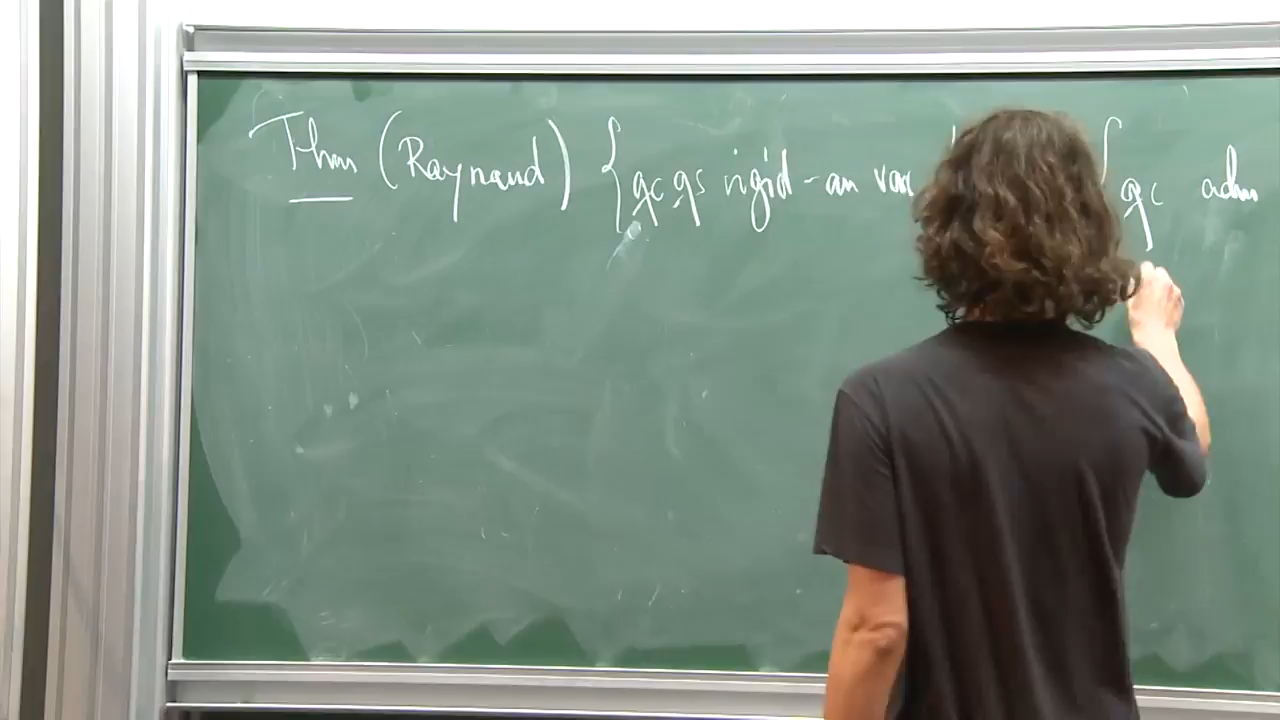 Thm (Raynaud) { qc qs rigid-an var { qc adm